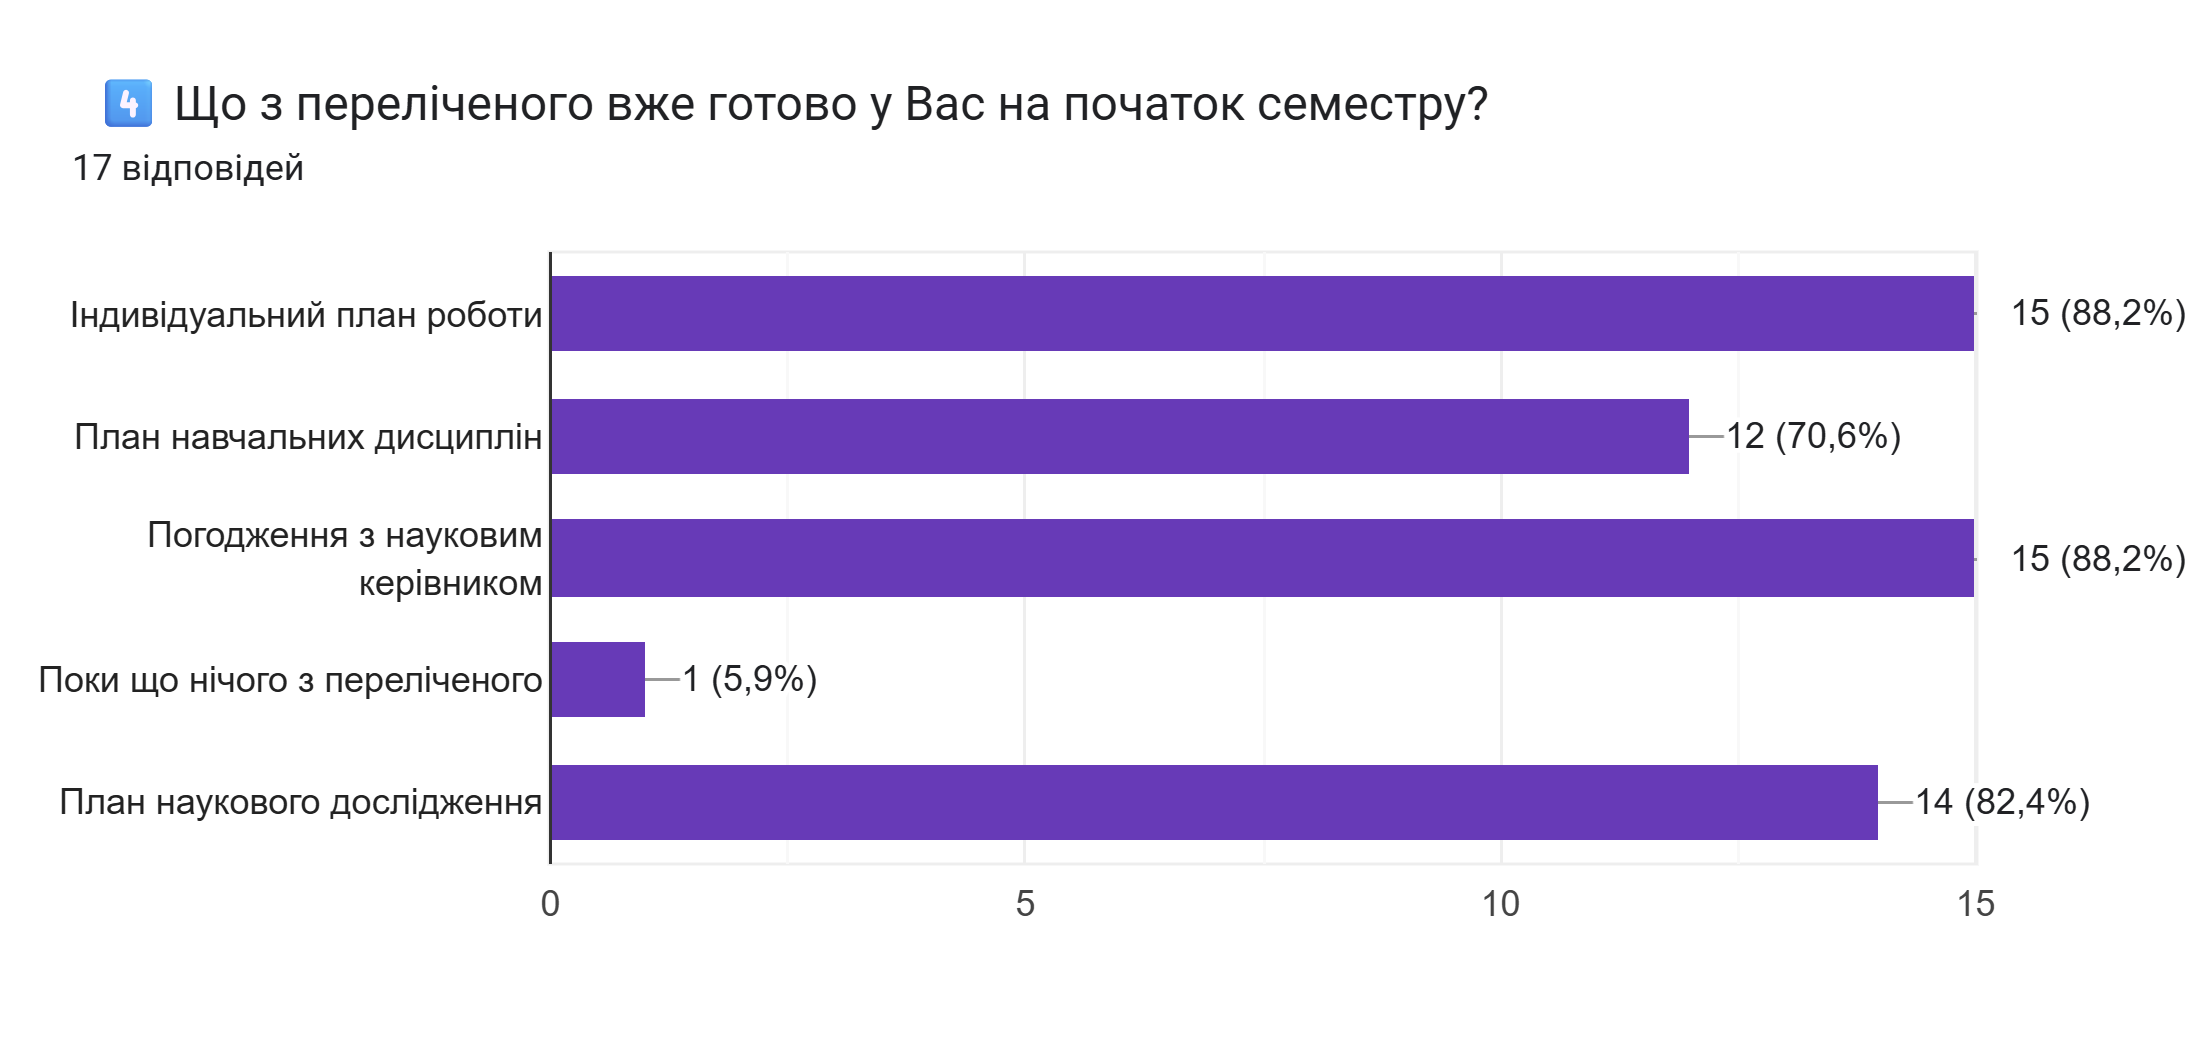 4️⃣ Що з переліченого вже готово у Вас на початок семестру?
17 відповідей
Індивідуальний план роботи
15 (88,2%)
План навчальних дисциплін
12 (70,6%)
Погодження з науковим
керівником
15 (88,2%)
Поки що нічого з переліченого
1 (5,9%)
План наукового дослідження
14 (82,4%)
0 5 10 15